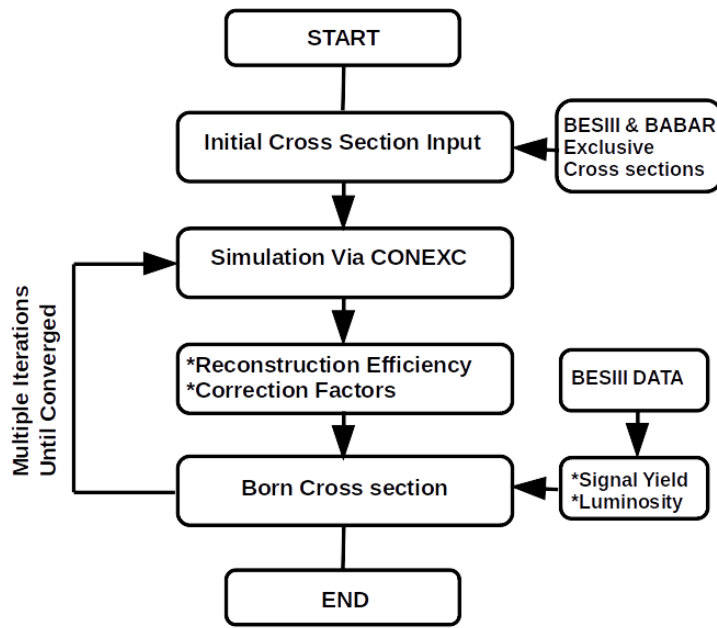 START
Initial Cross Section Input
BESIII & BABAR
Exclusive
Cross sections
Simulation Via CONEXC
Multiple Iterations
Until Converged
*Reconstruction Efficiency
*Correction Factors
BESIII DATA
Born Cross section
*Signal Yield
*Luminosity
END